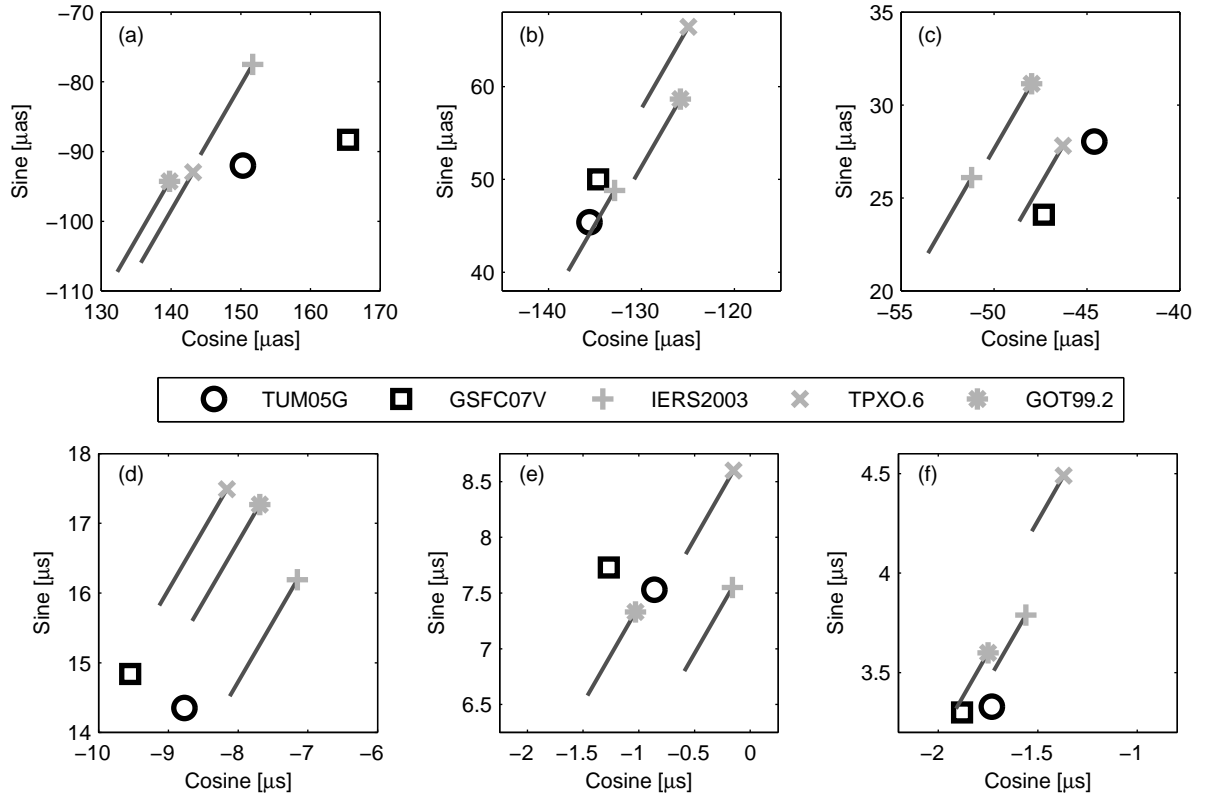 (a)
−70
−80
−90
−100
−110
Sine [µas]
130 140 150 160 170
Cosine [µas]
(b)
60
50
40
Sine [µas]
−140 −130 −120
Cosine [µas]
(c)
35
30
25
20
Sine [µas]
−55 −50 −45 −40
Cosine [µas]
TUM05G GSFC07V IERS2003 TPXO.6 GOT99.2
(d)
18
17
16
15
14
Sine [µs]
−10 −9 −8 −7 −6
Cosine [µs]
(e)
8.5
8
7.5
7
6.5
Sine [µs]
−2 −1.5 −1 −0.5 0
Cosine [µs]
(f)
4.5
4
3.5
Sine [µs]
−2 −1.5 −1
Cosine [µs]